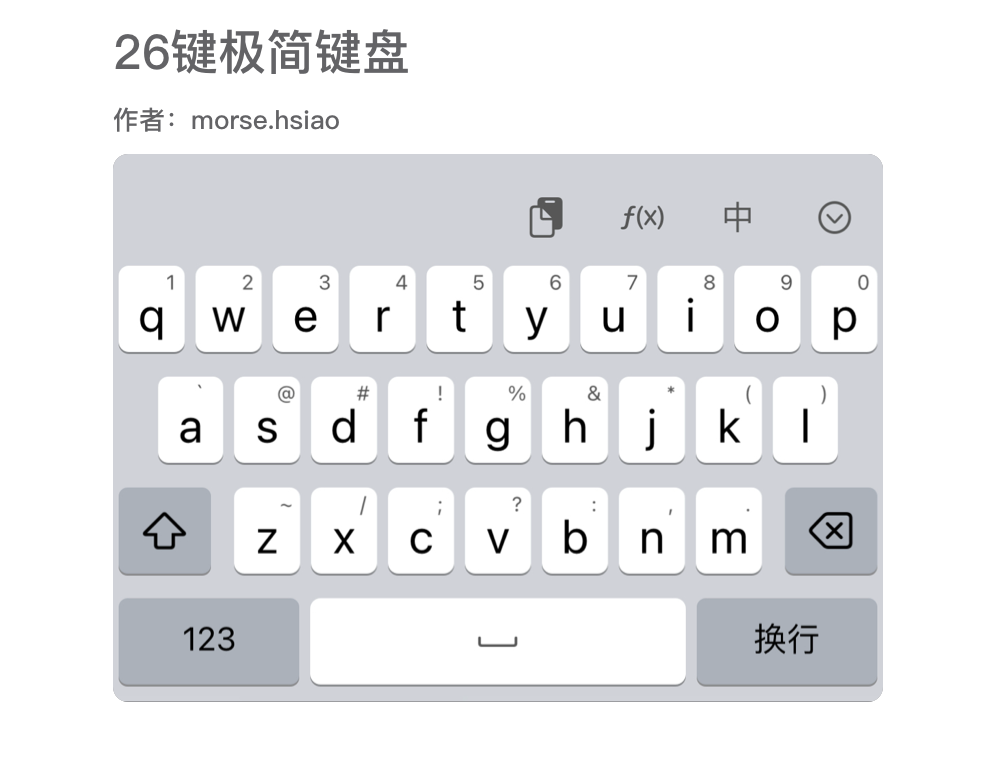 26键极简键盘
作者：morse.hsiao
f(x) 中
1 2 3 4 5 6 7 8 9 0
q w e r t y u i o p
` @ # ! % & * ( )
a s d f g h j k l
~ / ; ? : , .
z x c v b n m
123 换行